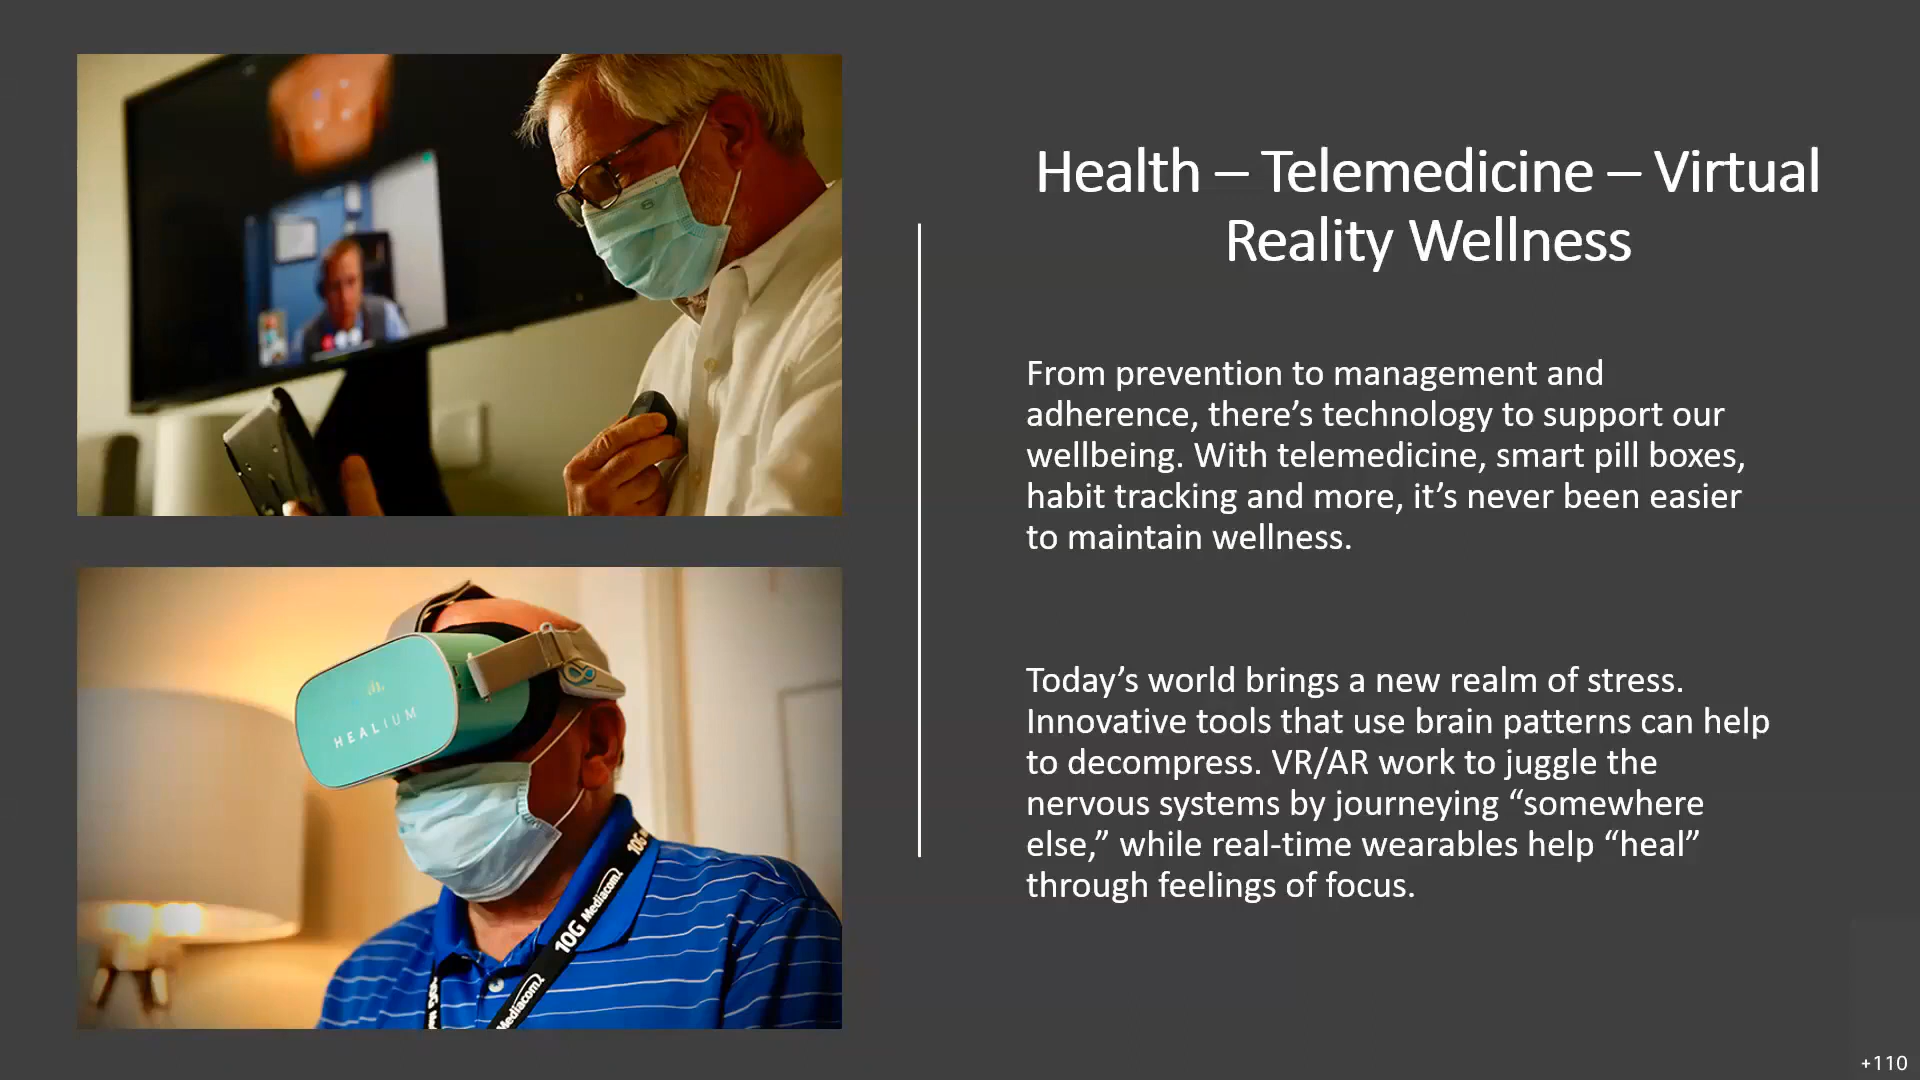 Health – Telemedicine – Virtual
Reality Wellness
From prevention to management and
adherence, there’s technology to support our
wellbeing. With telemedicine, smart pill boxes,
habit tracking and more, it’s never been easier
to maintain wellness.
Today’s world brings a new realm of stress.
Innovative tools that use brain patterns can help
to decompress. VR/AR work to juggle the
nervous systems by journeying “somewhere
else,” while real-time wearables help “heal”
through feelings of focus.
HEALIUM
10G Mediacom
10G
Mediacom
+110